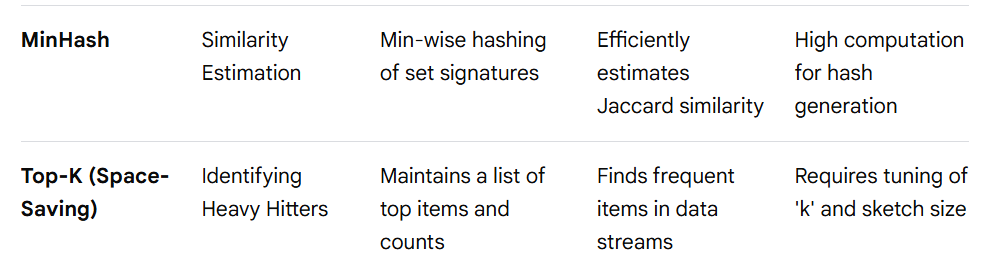 MinHash
Similarity
Estimation
Min-wise hashing
of set signatures
Efficiently
estimates
Jaccard similarity
High computation
for hash
generation
Top-K (Space-
Saving)
Identifying
Heavy Hitters
Maintains a list of
top items and
counts
Finds frequent
items in data
streams
Requires tuning of
'k' and sketch size